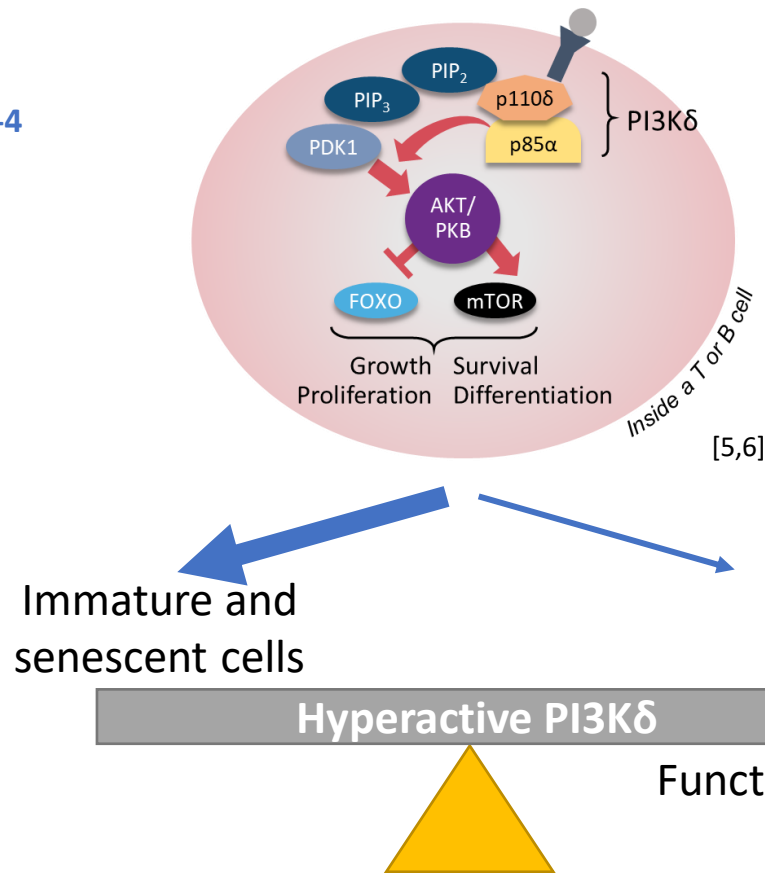 -4
PIP₂
PIP₃
p110δ
PI3Kδ
PDK1
p85α
AKT/
PKB
FOXO
mTOR
Growth Survival
Proliferation Differentiation
Inside a T or B cell
[5,6]
Immature and
senescent cells
Hyperactive PI3Kδ
Funct